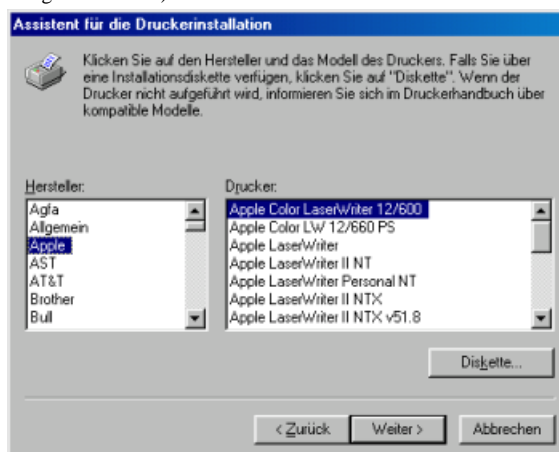 Assistent für die Druckerinstallation
Klicken Sie auf den Hersteller und das Modell des Druckers. Falls Sie über
eine Installationsdiskette verfügen, klicken Sie auf "Diskette". Wenn der
Drucker nicht aufgeführt wird, informieren Sie sich im Druckerhandbuch über
kompatible Modelle.
Hersteller:
Agfa
Allgemein
Apple
AST
AT&T
Brother
Bull
Drucker:
Apple Color LaserWriter 12/600
Apple Color LW 12/660 PS
Apple LaserWriter
Apple LaserWriter II NT
Apple LaserWriter Personal NT
Apple LaserWriter II NTX
Apple LaserWriter II NTX v51.8
Diskette...
< Zurück
Weiter >
Abbrechen